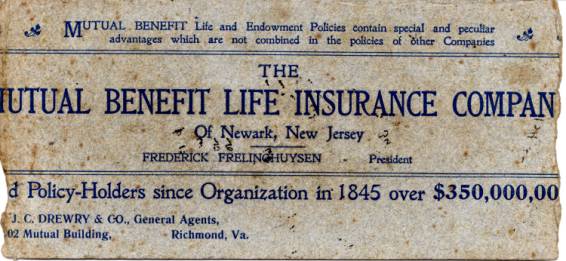 MUTUAL BENEFIT Life and Endowment Policies contain special and peculiar
advantages which are not combined in the policies of other Companies
THE
MUTUAL BENEFIT LIFE INSURANCE COMPAN
Of Newark, New Jersey
FREDERICK FRELINGHUYSEN President
d Policy-Holders since Organization in 1845 over $350,000,00
J. C. DREWRY & CO., General Agents,
02 Mutual Building, Richmond, Va.